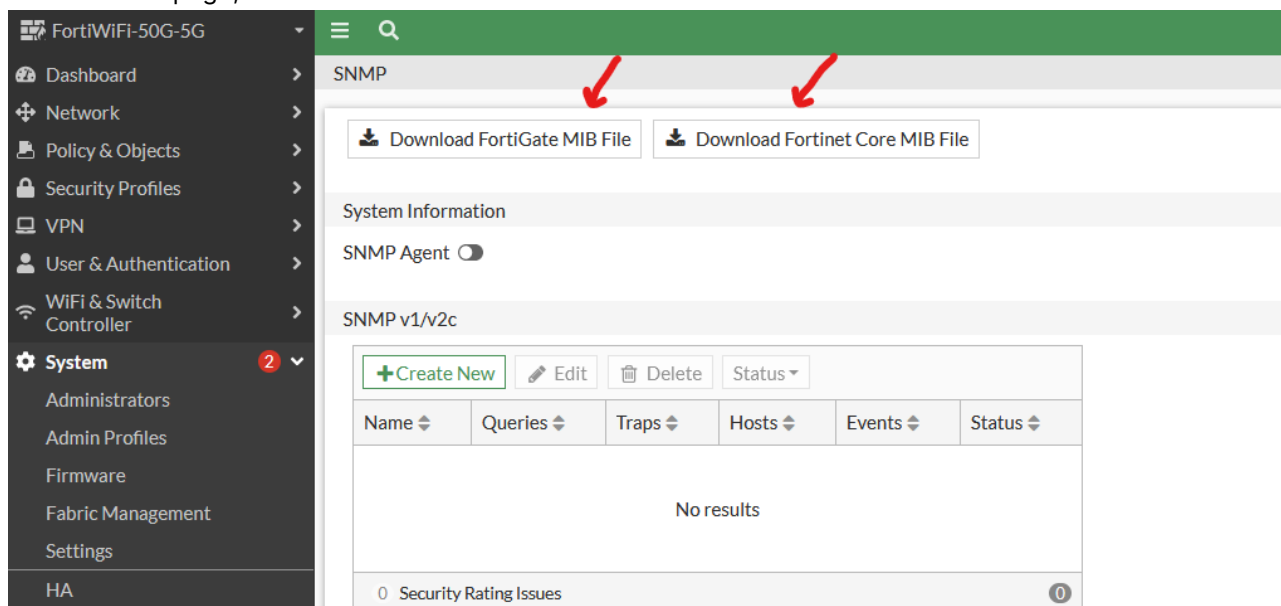 FortiWiFi-50G-5G
Dashboard
Network
Policy & Objects
Security Profiles
VPN
User & Authentication
WiFi & Switch
Controller
System 2
Administrators
Admin Profiles
Firmware
Fabric Management
Settings
HA
SNMP
Download FortiGate MIB File Download Fortinet Core MIB File
System Information
SNMP Agent
SNMP v1/v2c
+Create New Edit Delete Status
Name Queries Traps Hosts Events Status
No results
0 Security Rating Issues 0